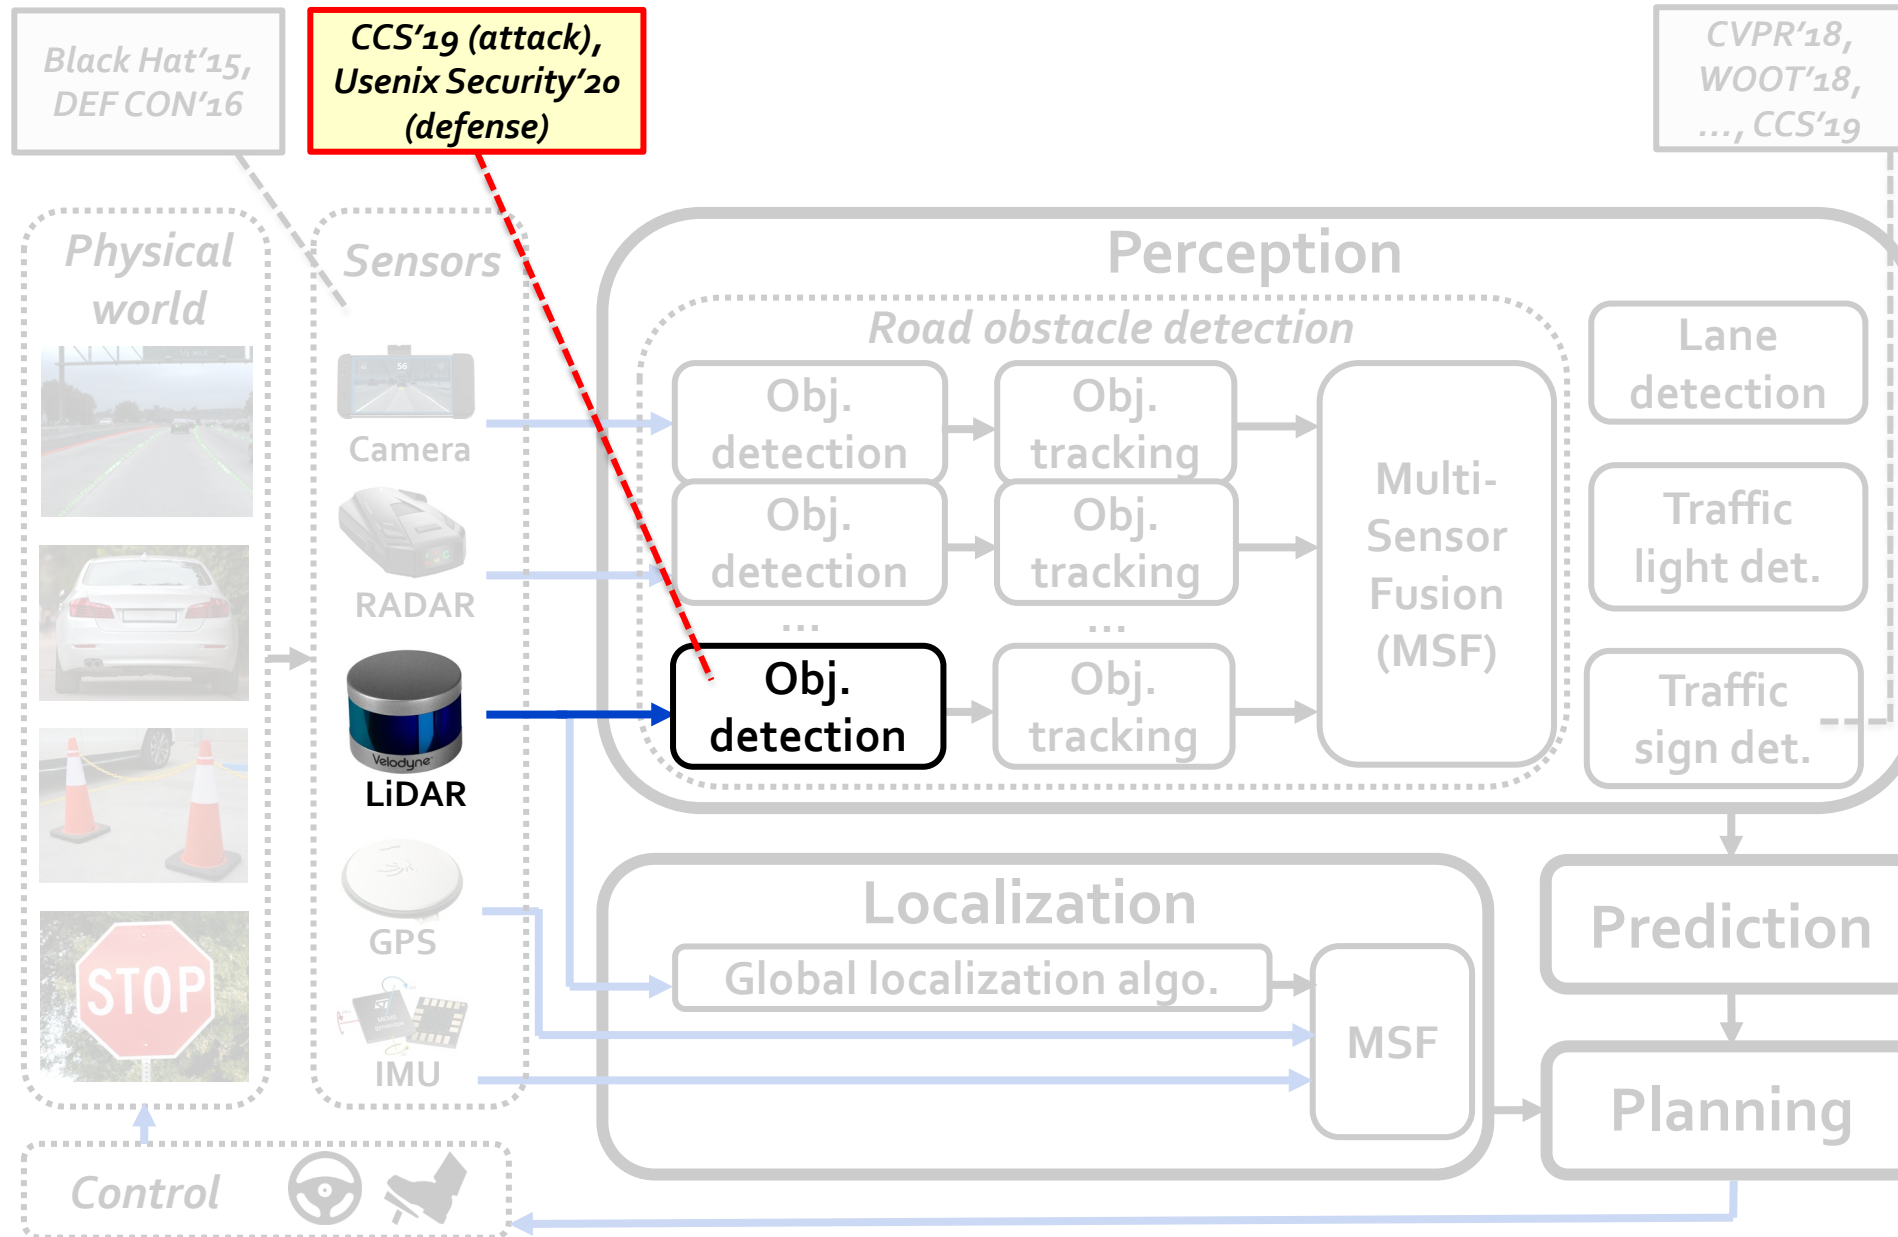 Black Hat’15,
DEF CON’16
CCS’19 (attack),
Usenix Security’20
(defense)
CVPR’18,
WOOT’18,
..., CCS’19
Physical
world
STOP
Sensors
56
Camera
RADAR
Velodyne
LiDAR
GPS
IMU
Perception
Road obstacle detection
Obj.
detection
Obj.
tracking
Obj.
detection
Obj.
tracking
...
...
Obj.
detection
Obj.
tracking
Multi-
Sensor
Fusion
(MSF)
Lane
detection
Traffic
light det.
Traffic
sign det.
Localization
Global localization algo.
MSF
Prediction
Planning
Control